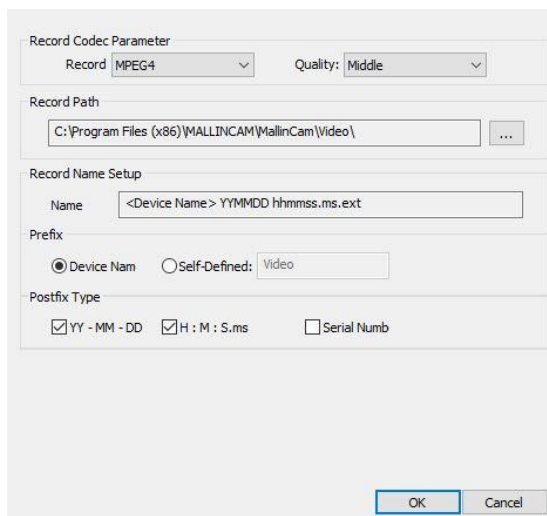 Record Codec Parameter
Record MPEG4 Quality: Middle
Record Path
C:\Program Files (x86)\MALLINCAM\MallinCam\Video\ ...
Record Name Setup
Name <Device Name> YYMMDD hhmmss.ms.ext
Prefix
Device Nam Self-Defined: Video
Postfix Type
YY - MM - DD H : M : S.ms Serial Numb
OK Cancel